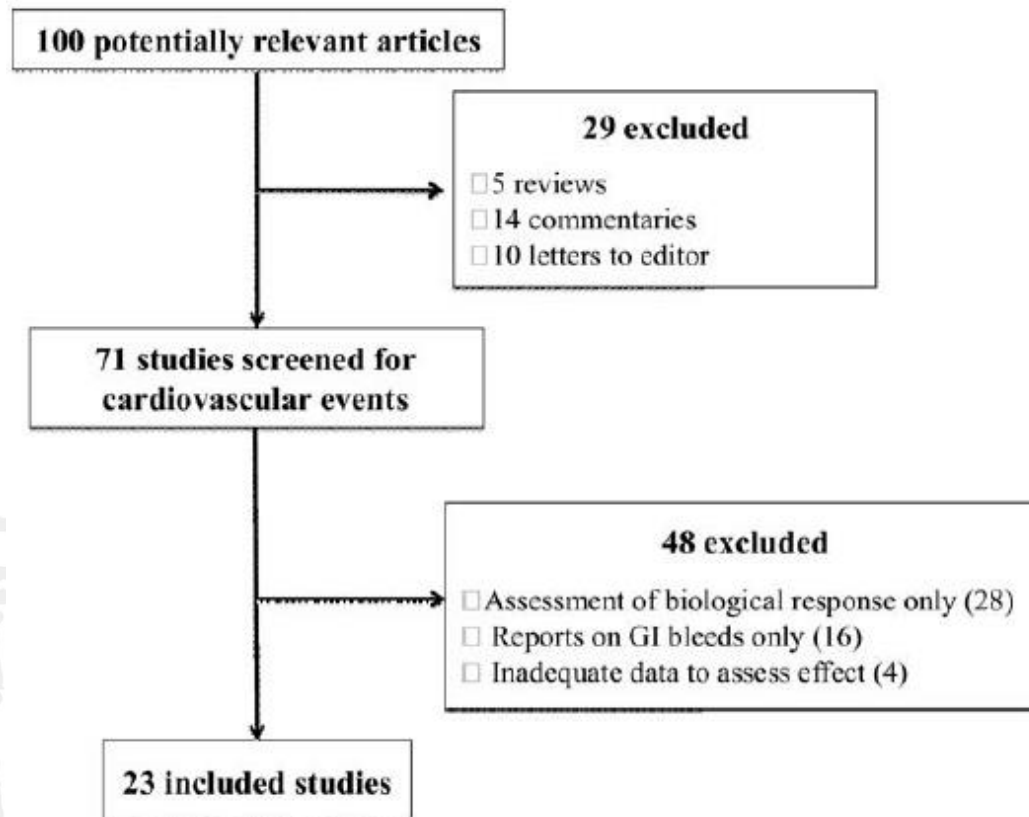 100 potentially relevant articles
29 excluded
5 reviews
14 commentaries
10 letters to editor
71 studies screened for
cardiovascular events
48 excluded
Assessment of biological response only (28)
Reports on GI bleeds only (16)
Inadequate data to assess effect (4)
23 included studies